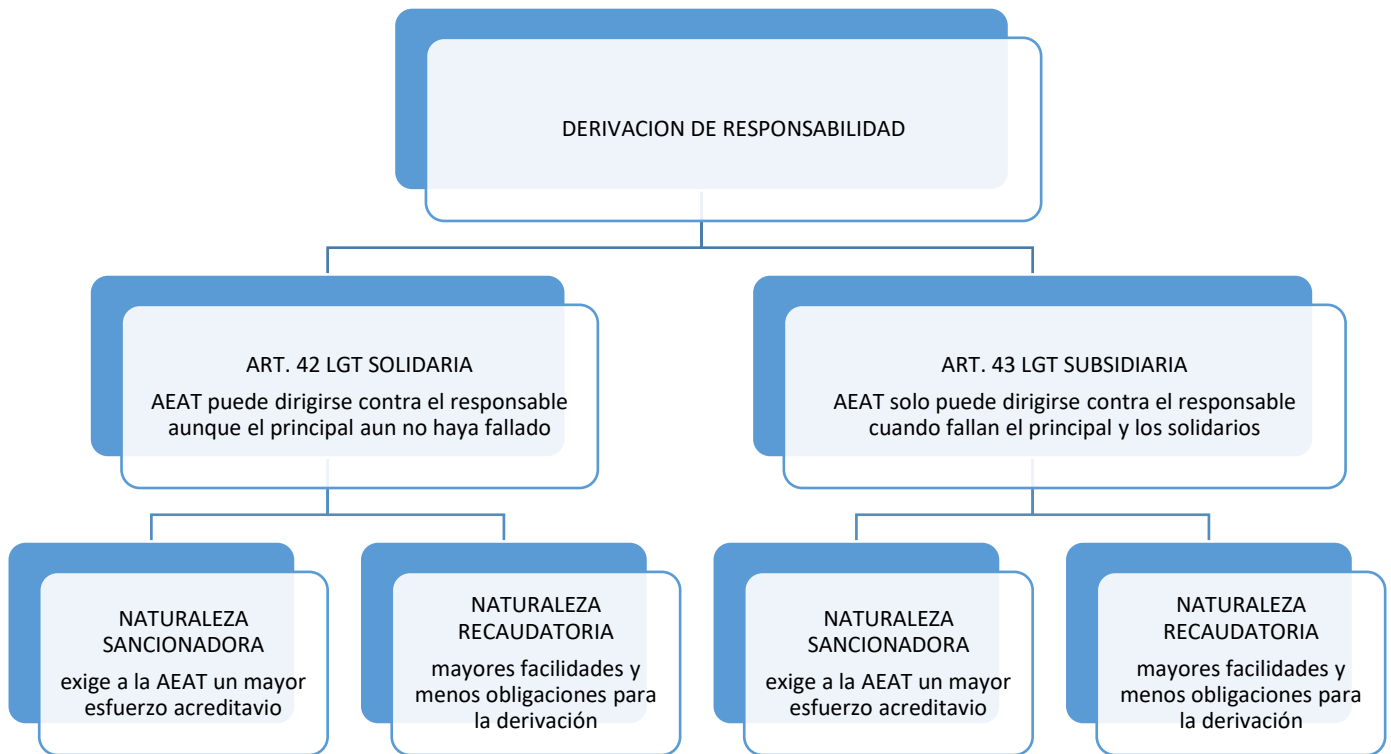 DERIVACION DE RESPONSABILIDAD
ART. 42 LGT SOLIDARIA
AEAT puede dirigirse contra el responsable
aunque el principal aun no haya fallado
ART. 43 LGT SUBSIDIARIA
AEAT solo puede dirigirse contra el responsable
cuando fallan el principal y los solidarios
NATURALEZA
SANCIONADORA
exige a la AEAT un mayor
esfuerzo acreditavio
NATURALEZA
RECAUDATORIA
mayores facilidades y
menos obligaciones para
la derivación
NATURALEZA
SANCIONADORA
exige a la AEAT un mayor
esfuerzo acreditavio
NATURALEZA
RECAUDATORIA
mayores facilidades y
menos obligaciones para
la derivación